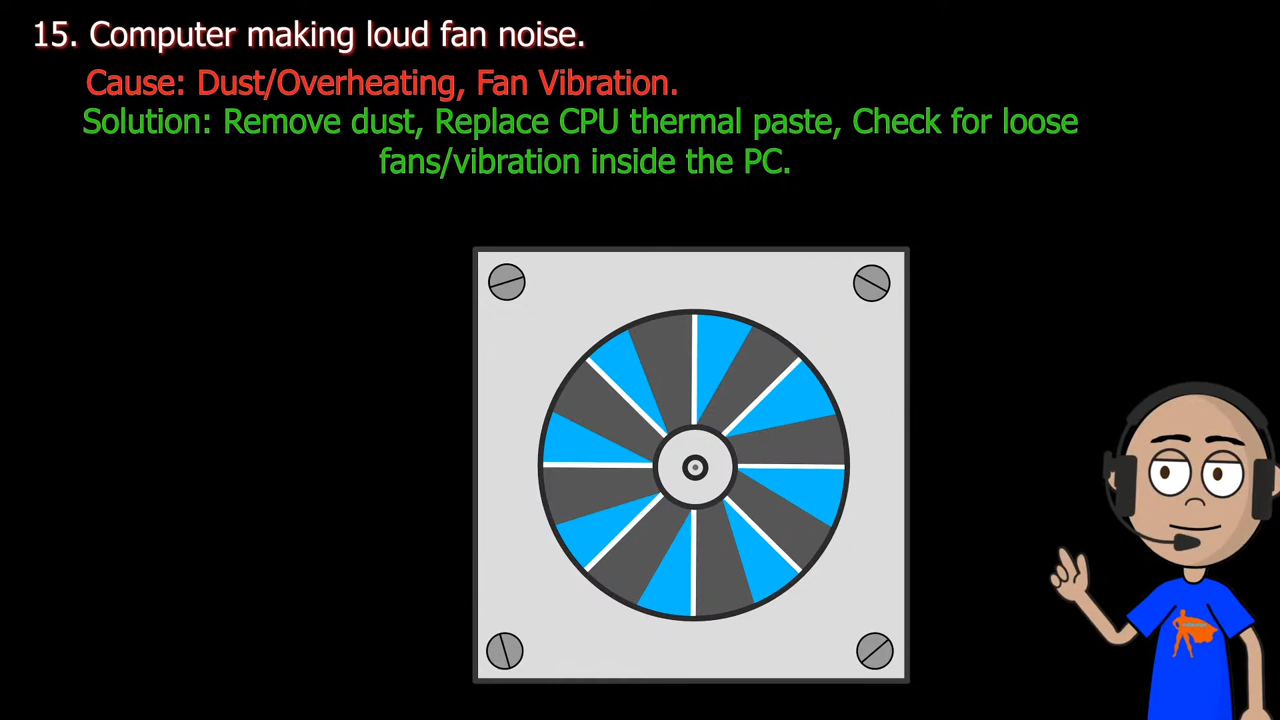 15. Computer making loud fan noise.
Cause: Dust/Overheating, Fan Vibration.
Solution: Remove dust, Replace CPU thermal paste, Check for loose
fans/vibration inside the PC.